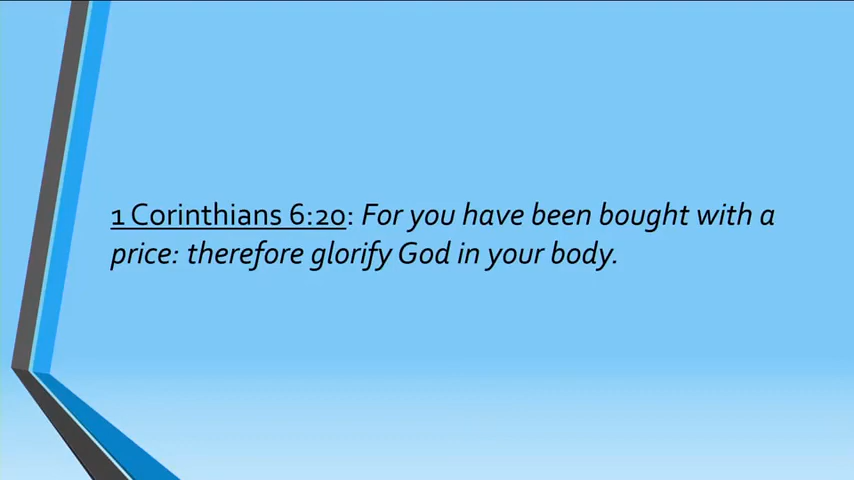 1 Corinthians 6:20: For you have been bought with a
price: therefore glorify God in your body.